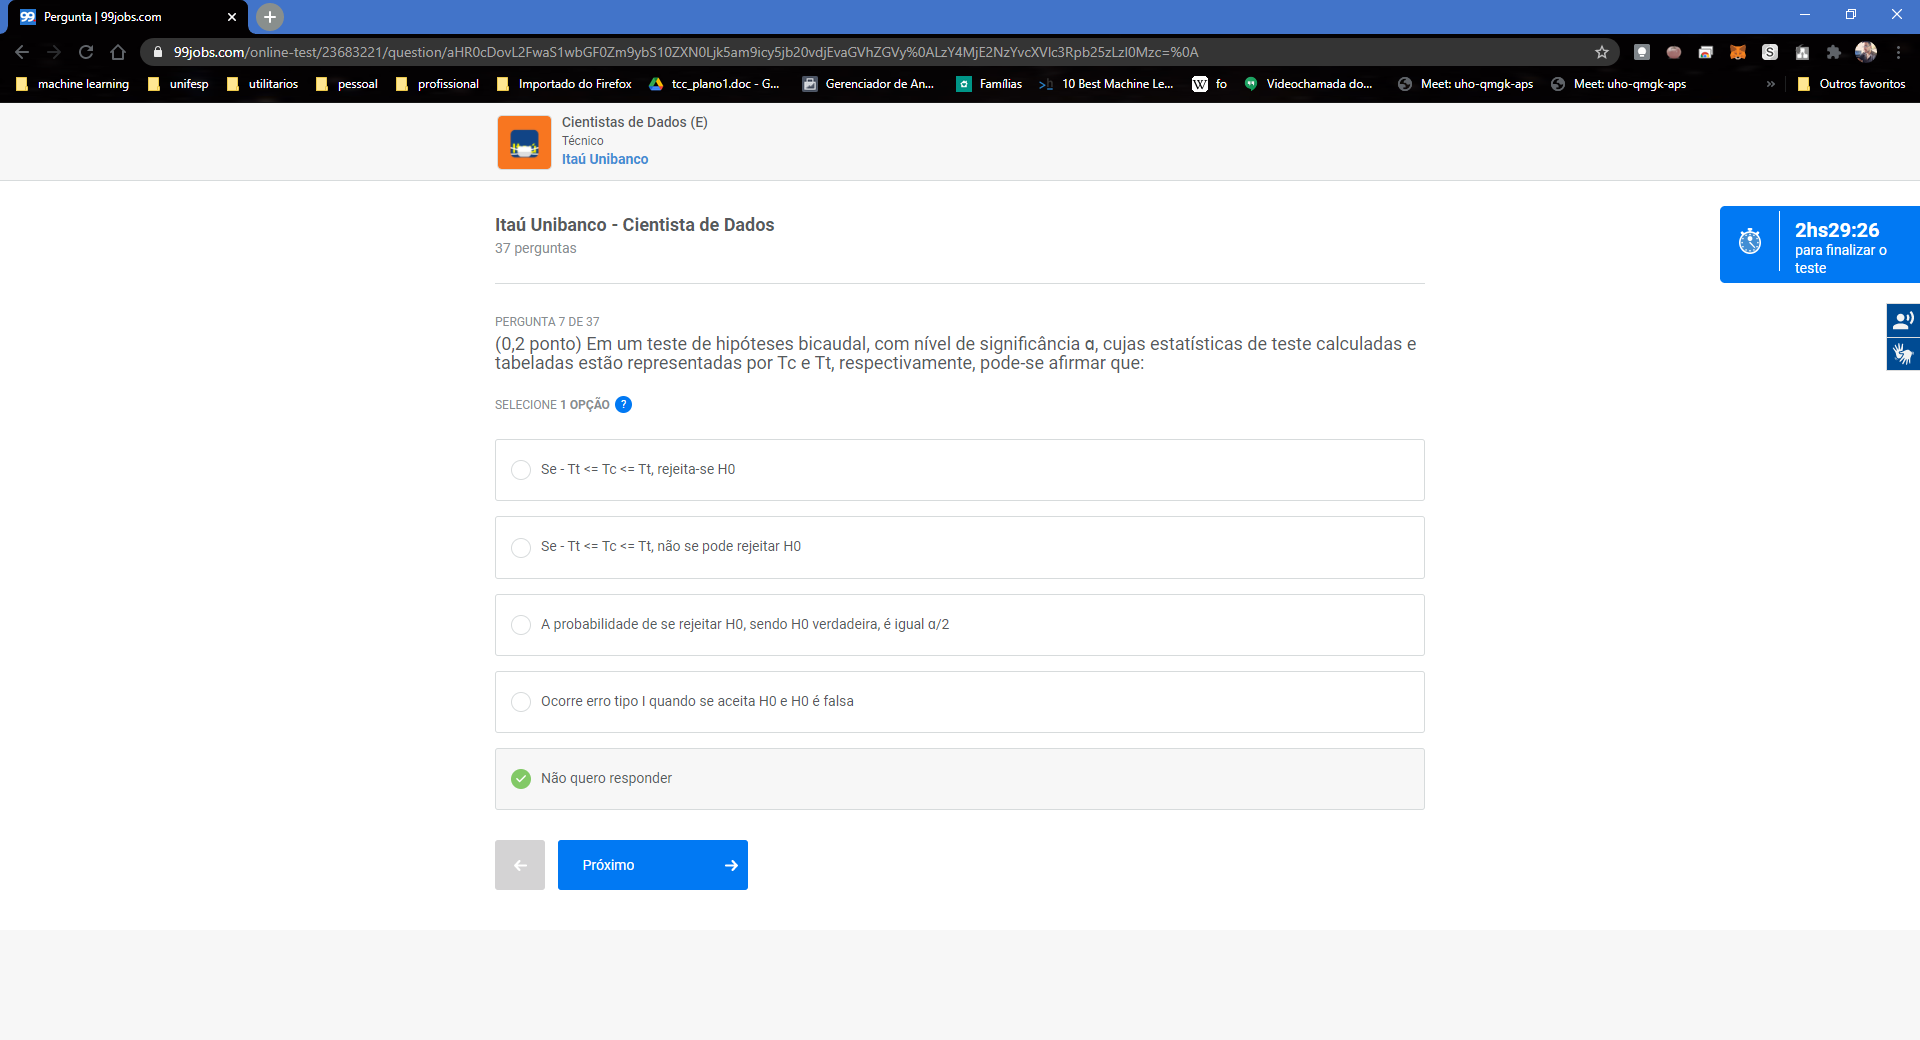 Pergunta | 99jobs.com
99jobs.com/online-test/23683221/question/aHR0cDovL2FwaS1wbGF0Zm9ybS10ZXN0Ljk5am9icy5jb20vdjEvaGVhZGVy%0ALzY4MjE2NzYvcXVlc3Rpb25zLzI0Mzc=%0A
machine learning unifesp utilitarios pessoal profissional Importado do Firefox tcc_plano1.doc - G... Gerenciador de An... Famílias 10 Best Machine Le... fo Videochamada do... Meet: uho-qmgk-aps Meet: uho-qmgk-aps » Outros favoritos
Cientistas de Dados (E)
Técnico
Itaú Unibanco
Itaú Unibanco - Cientista de Dados
37 perguntas
2hs29:26
para finalizar o
teste
PERGUNTA 7 DE 37
(0,2 ponto) Em um teste de hipóteses bicaudal, com nível de significância α, cujas estatísticas de teste calculadas e
tabeladas estão representadas por Tc e Tt, respectivamente, pode-se afirmar que:
SELECIONE 1 OPÇÃO ?
Se - Tt <= Tc <= Tt, rejeita-se H0
Se - Tt <= Tc <= Tt, não se pode rejeitar H0
A probabilidade de se rejeitar H0, sendo H0 verdadeira, é igual α/2
Ocorre erro tipo I quando se aceita H0 e H0 é falsa
Não quero responder
Próximo